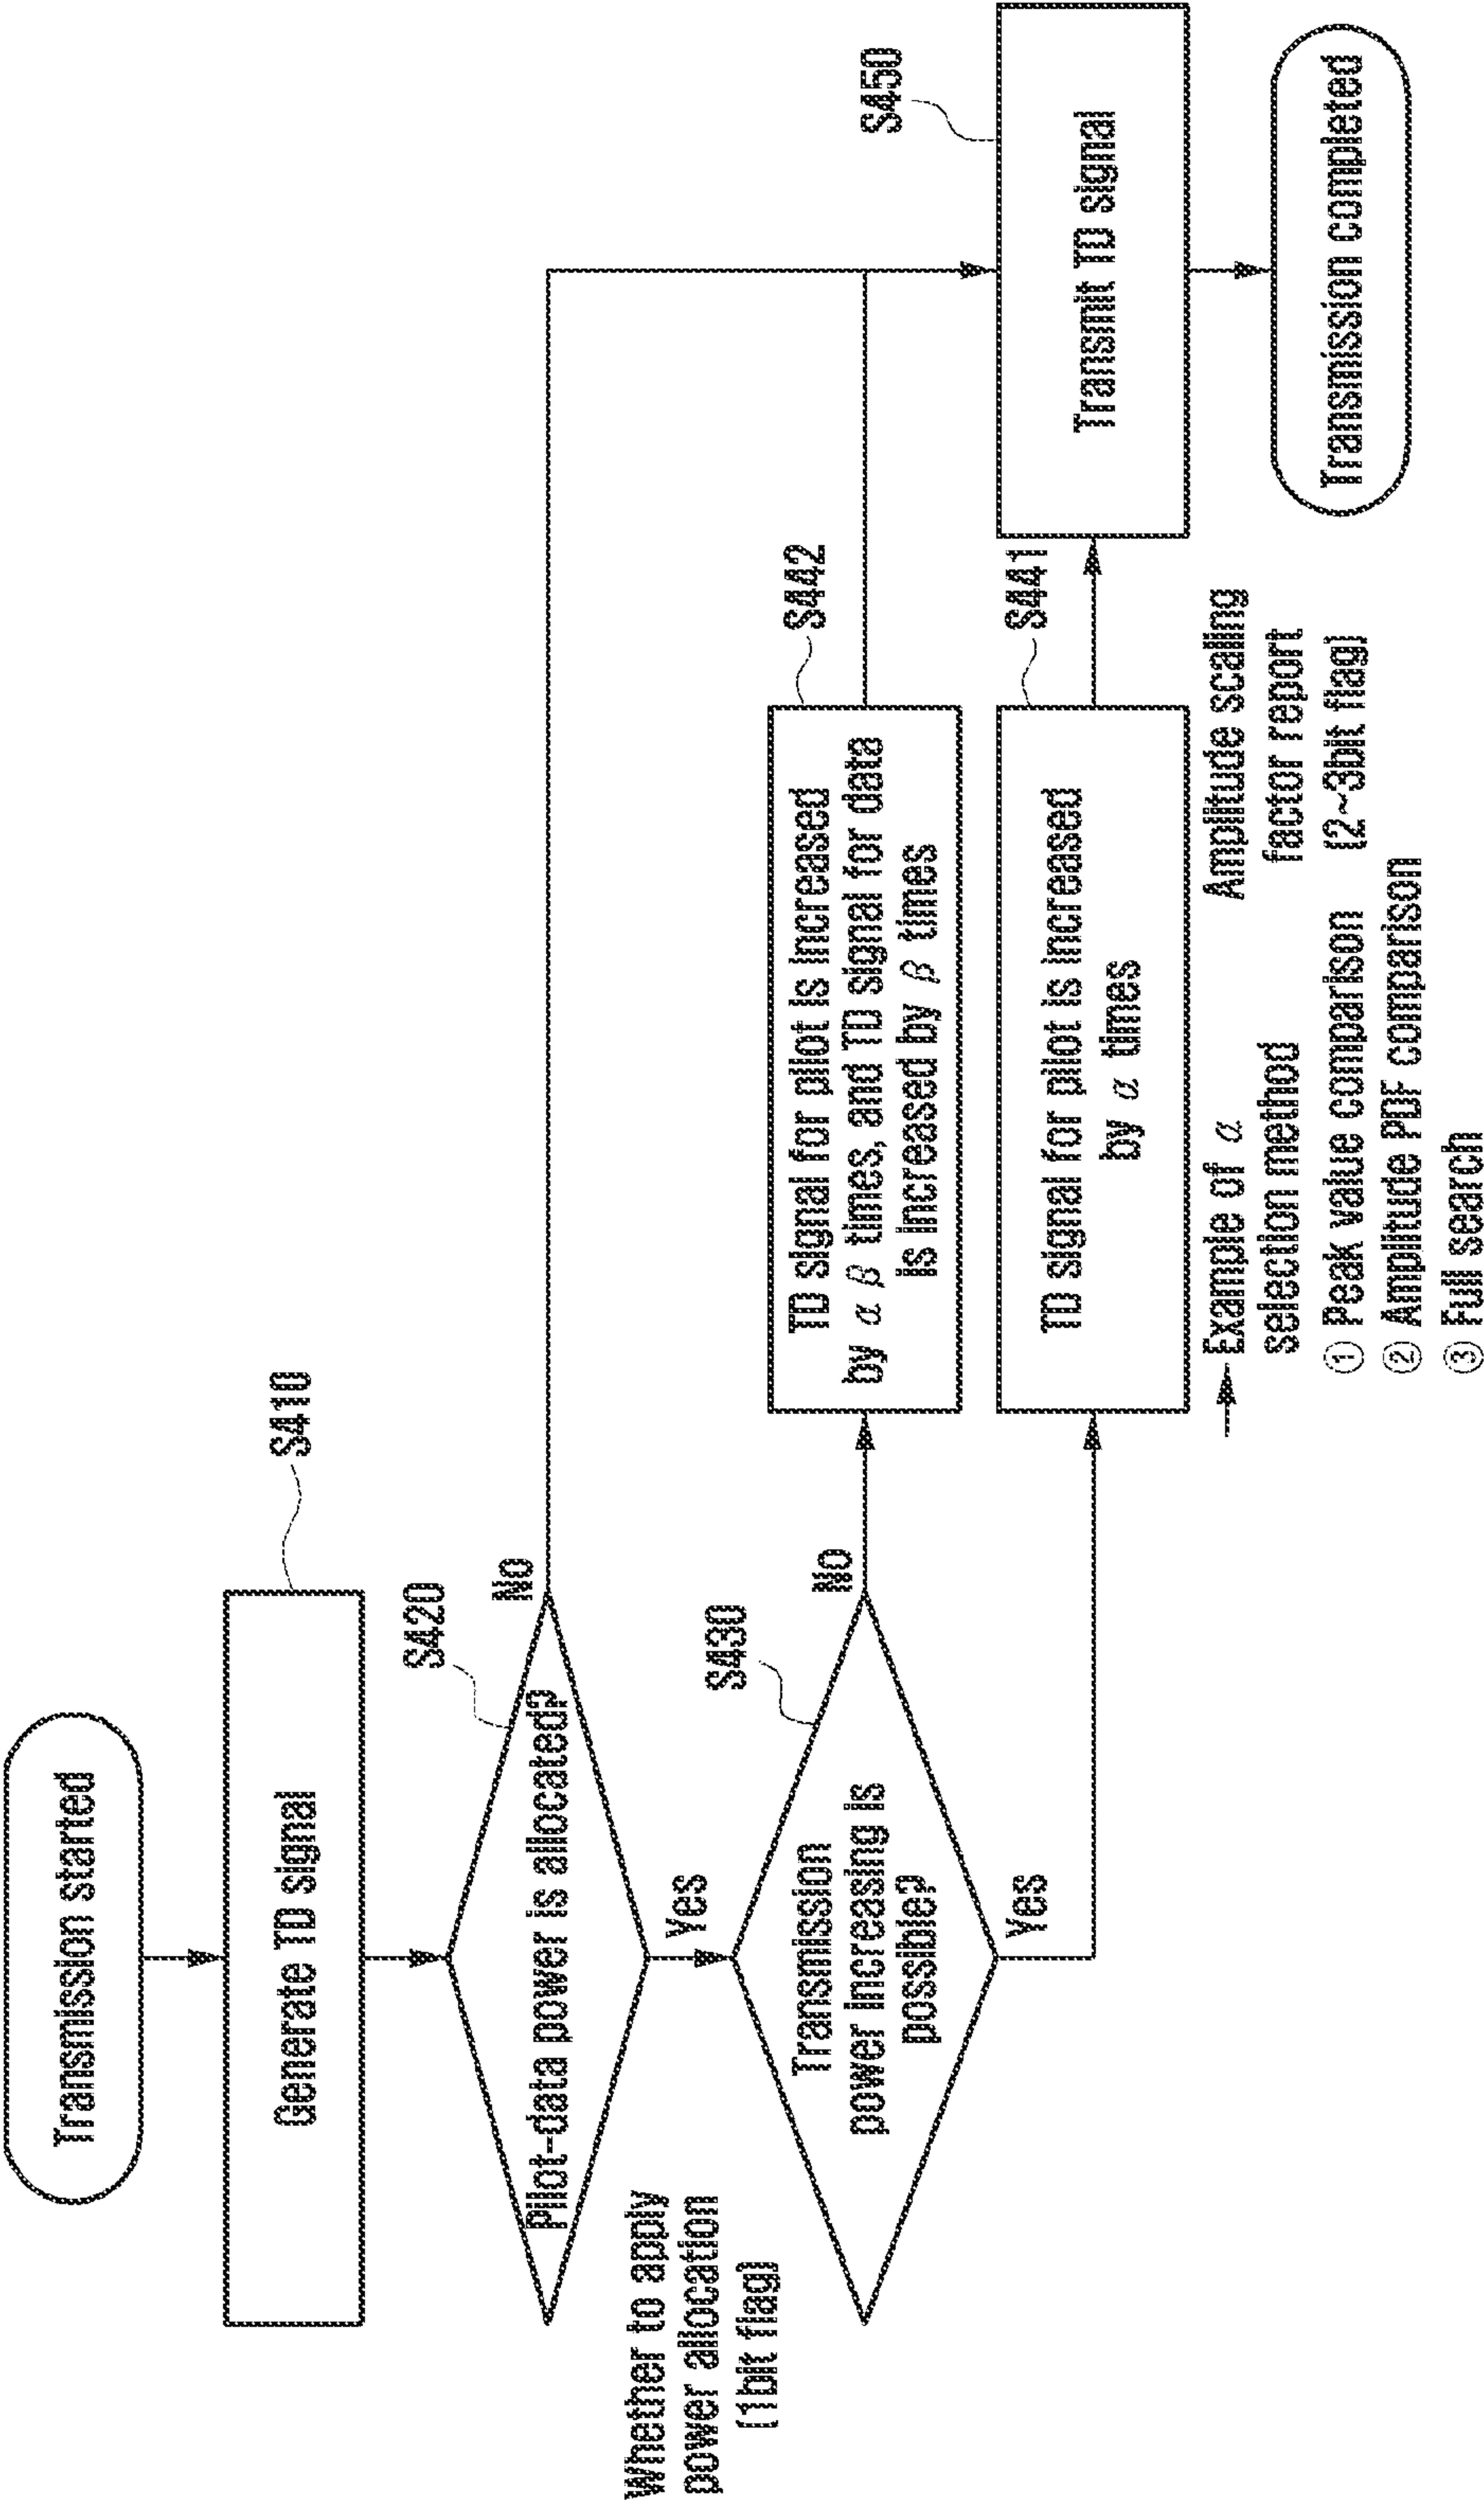 Transmission started
S410
Generate TD signal
S420
Pilot-data power is allocated?
No
Yes
Whether to apply
power allocation
(1bit flag)
S430
Transmission
power increasing is
possible?
No
Yes
S442
TD signal for pilot is increased
by α β times, and TD signal for data
is increased by β times
S441
TD signal for pilot is increased
by α times
Example of α
selection method
① Peak value comparison
② Amplitude PDF comparison
③ Full search
Amplitude scaling
factor report
(2~3bit flag)
S450
Transmit TD signal
Transmission completed